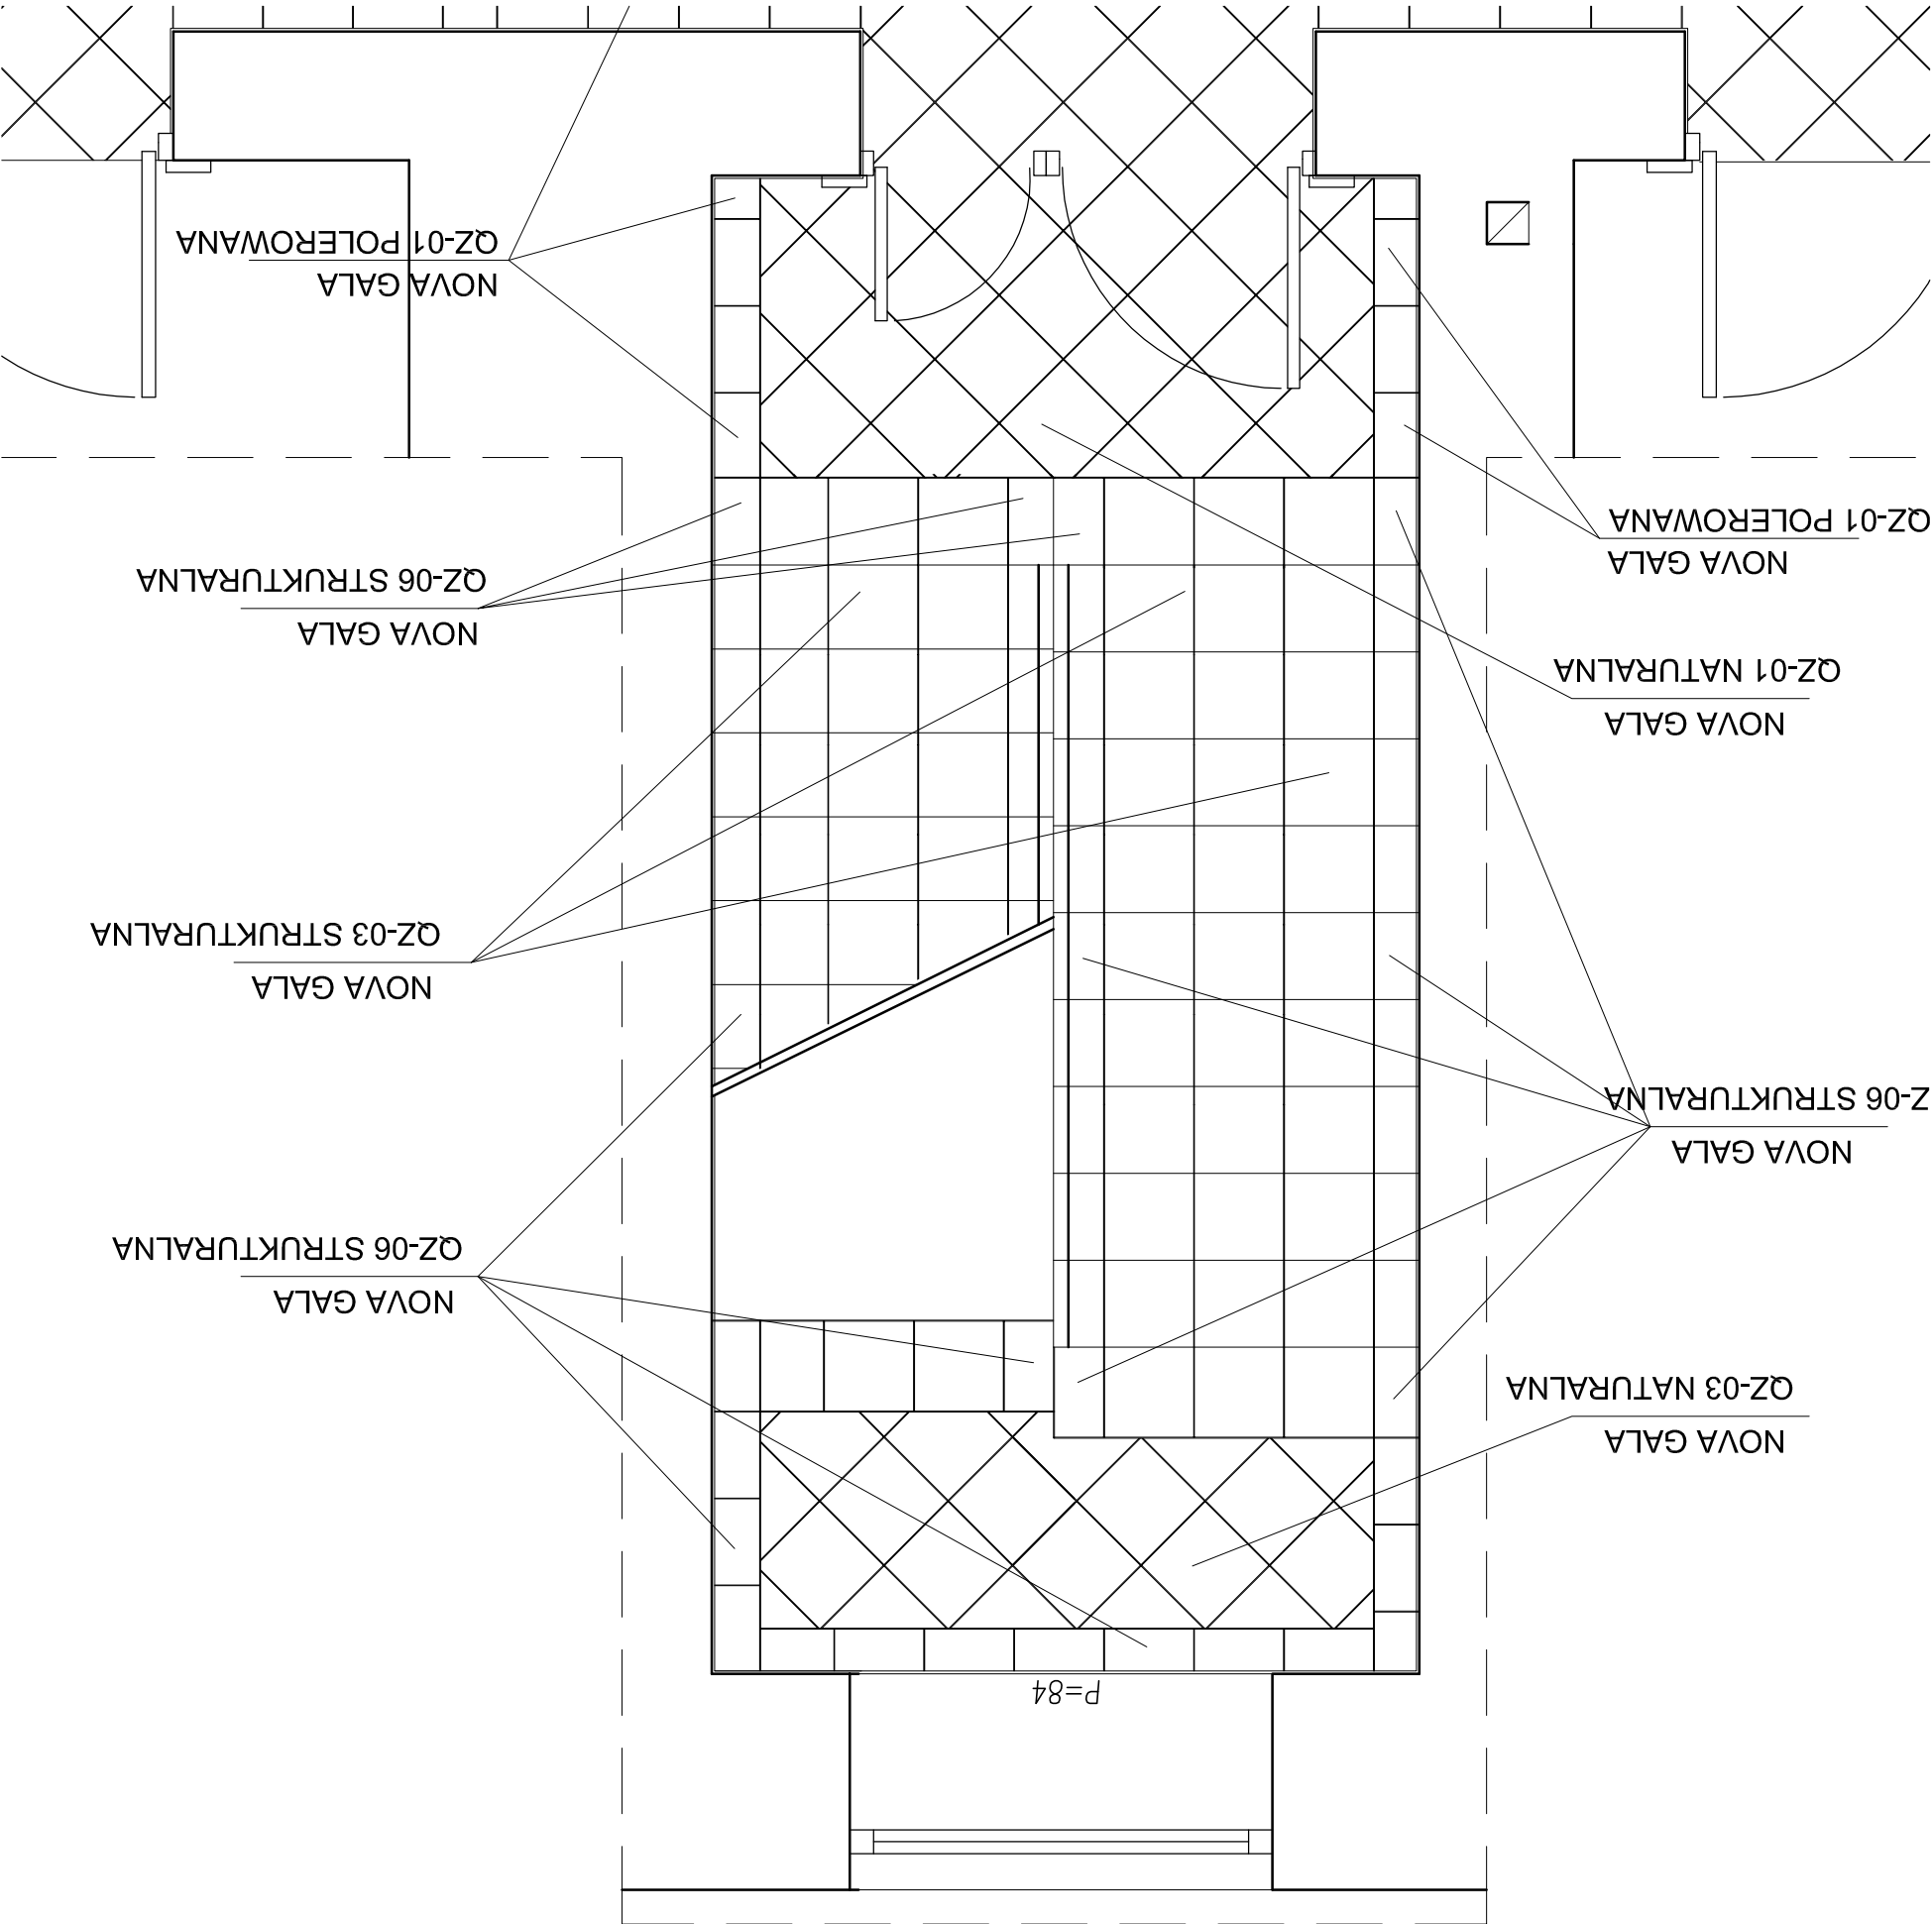 P=84
NOVA GALA
QZ-03 NATURALNA
NOVA GALA
QZ-06 STRUKTURALNA
NOVA GALA
Z-06 STRUKTURALNA
NOVA GALA
QZ-03 STRUKTURALNA
NOVA GALA
QZ-01 NATURALNA
NOVA GALA
QZ-06 STRUKTURALNA
NOVA GALA
QZ-01 POLEROWANA
NOVA GALA
QZ-01 POLEROWANA